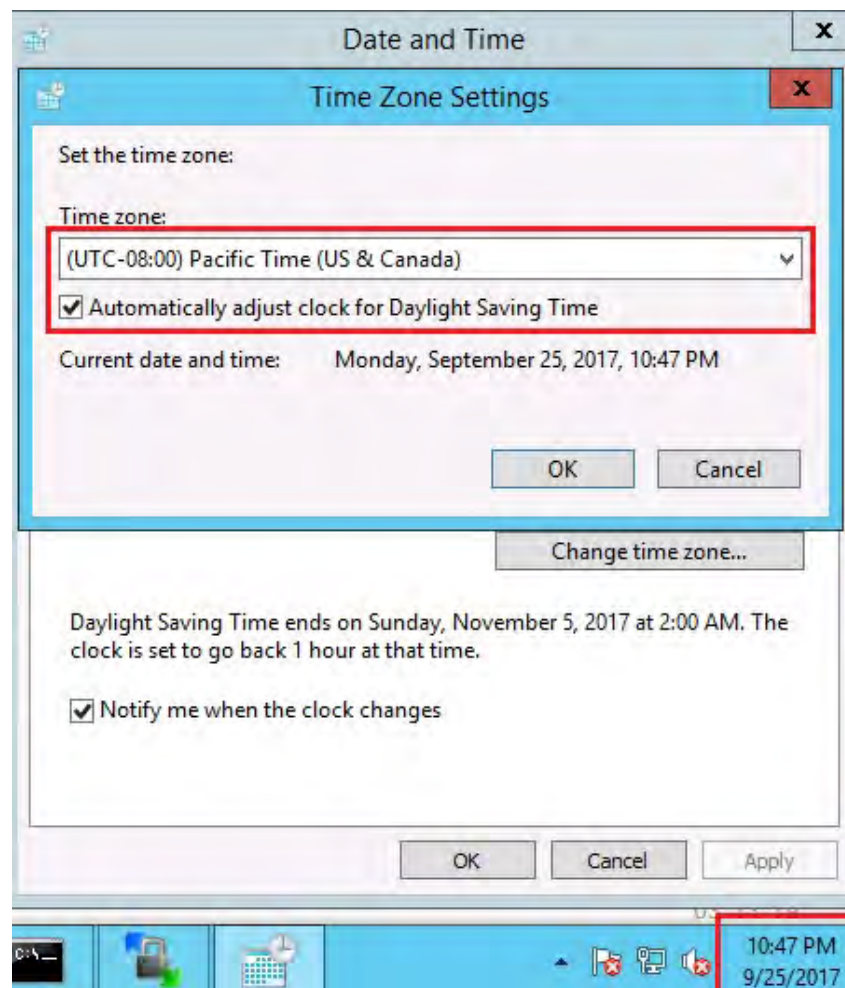 Date and Time
x
Time Zone Settings
x
Set the time zone:
Time zone:
(UTC-08:00) Pacific Time (US & Canada)
Automatically adjust clock for Daylight Saving Time
Current date and time: Monday, September 25, 2017, 10:47 PM
OK Cancel
Change time zone...
Daylight Saving Time ends on Sunday, November 5, 2017 at 2:00 AM. The
clock is set to go back 1 hour at that time.
Notify me when the clock changes
OK Cancel Apply
C:\_
10:47 PM
9/25/2017